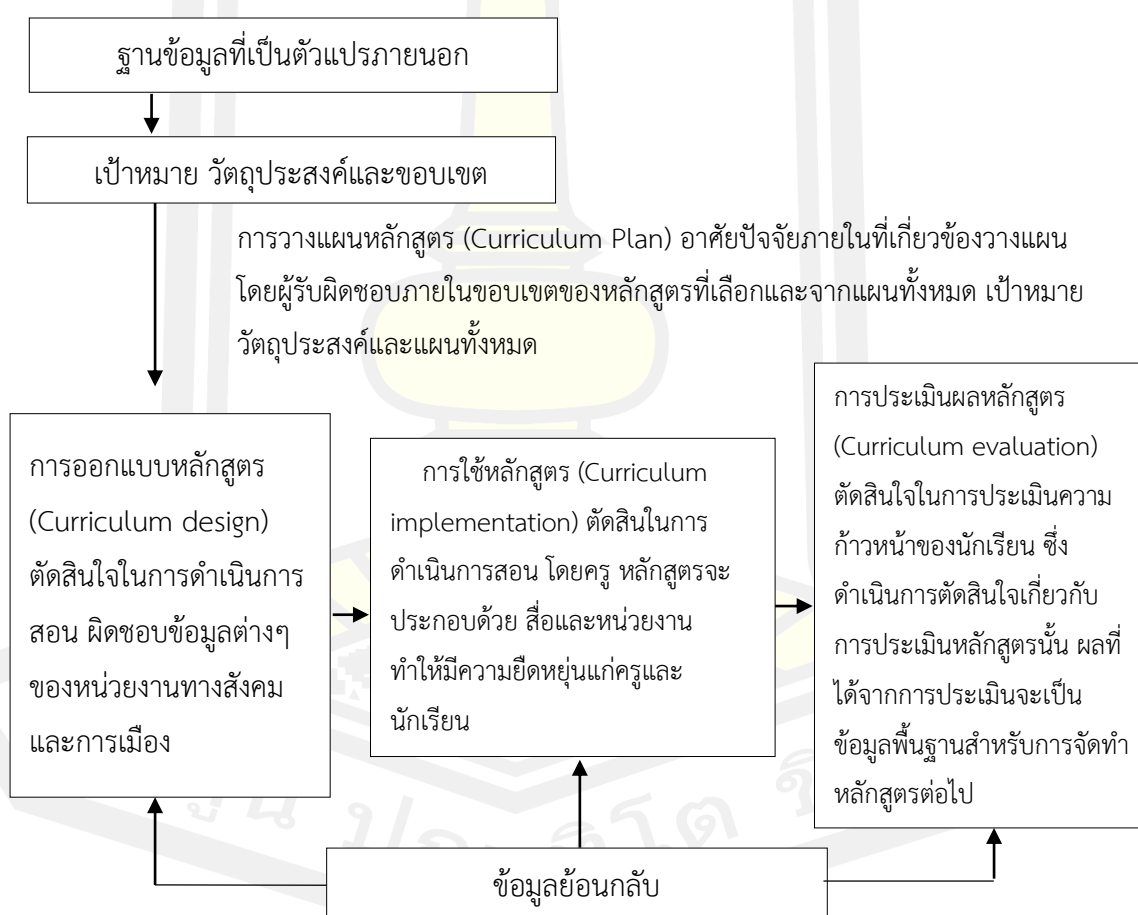 ฐานข้อมูลที่เป็นตัวแปรภายนอก
เป้าหมาย วัตถุประสงค์และขอบเขต
การวางแผนหลักสูตร (Curriculum Plan) อาศัยปัจจัยภายในที่เกี่ยวข้องวางแผน
โดยผู้รับผิดชอบภายในขอบเขตของหลักสูตรที่เลือกและจากแผนทั้งหมด เป้าหมาย
วัตถุประสงค์และแผนทั้งหมด
การออกแบบหลักสูตร
(Curriculum design)
ตัดสินใจในการดำเนินการ
สอน ผิดชอบข้อมูลต่างๆ
ของหน่วยงานทางสังคม
และการเมือง
การใช้หลักสูตร (Curriculum
implementation) ตัดสินในการ
ดำเนินการสอน โดยครู หลักสูตรจะ
ประกอบด้วย สื่อและหน่วยงาน
ทำให้มีความยืดหยุ่นแก่ครูและ
นักเรียน
การประเมินผลหลักสูตร
(Curriculum evaluation)
ตัดสินใจในการประเมินความ
ก้าวหน้าของนักเรียน ซึ่ง
ดำเนินการตัดสินใจเกี่ยวกับ
การประเมินหลักสูตรนั้น ผลที่
ได้จากการประเมินจะเป็น
ข้อมูลพื้นฐานสำหรับการจัดทำ
หลักสูตรต่อไป
ข้อมูลย้อนกลับ